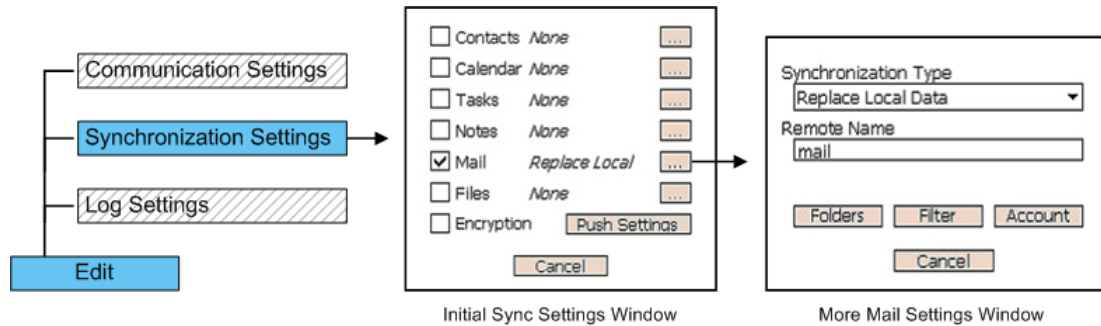 Communication Settings
Synchronization Settings
Log Settings
Edit
Contacts None ...
Calendar None ...
Tasks None ...
Notes None ...
Mail Replace Local ...
Files None ...
Encryption Push Settings
Cancel
Initial Sync Settings Window
Synchronization Type
Replace Local Data
Remote Name
mail
Folders Filter Account
Cancel
More Mail Settings Window